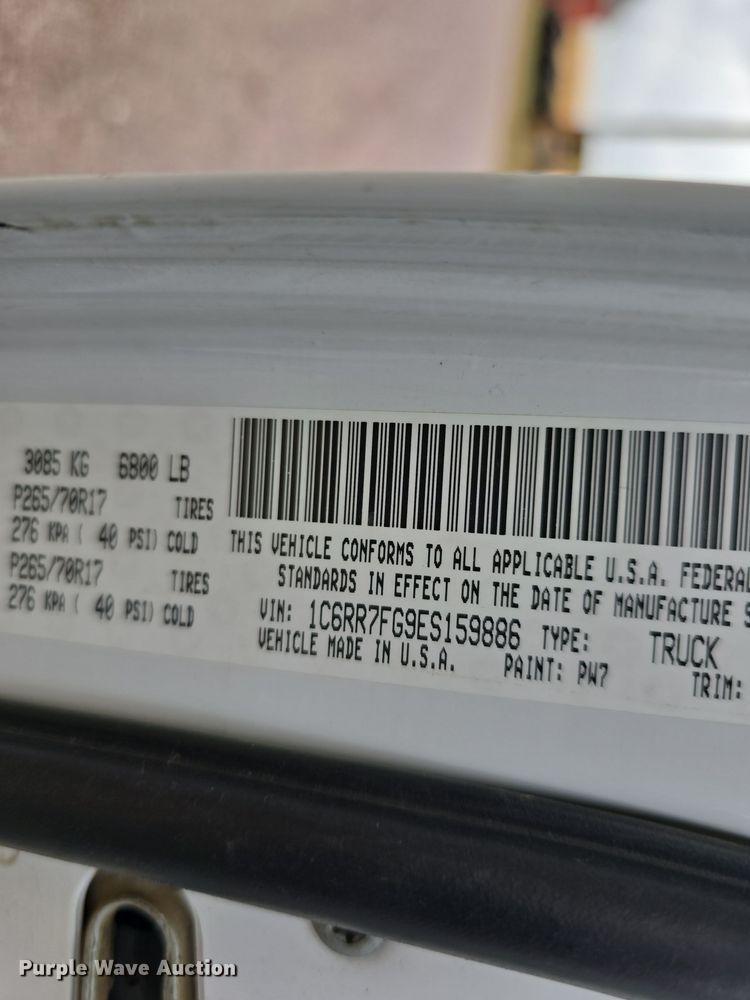 3085 KG 6800 LB
P265/70R17 TIRES
276 KPA ( 40 PSI) COLD
P265/70R17 TIRES
276 KPA ( 40 PSI) COLD
THIS VEHICLE CONFORMS TO ALL APPLICABLE U.S.A. FEDERAL
STANDARDS IN EFFECT ON THE DATE OF MANUFACTURE S
VIN: 1C6RR7FG9ES159886 TYPE: TRUCK
VEHICLE MADE IN U.S.A. PAINT: PW7 TRIM:
Purple Wave Auction